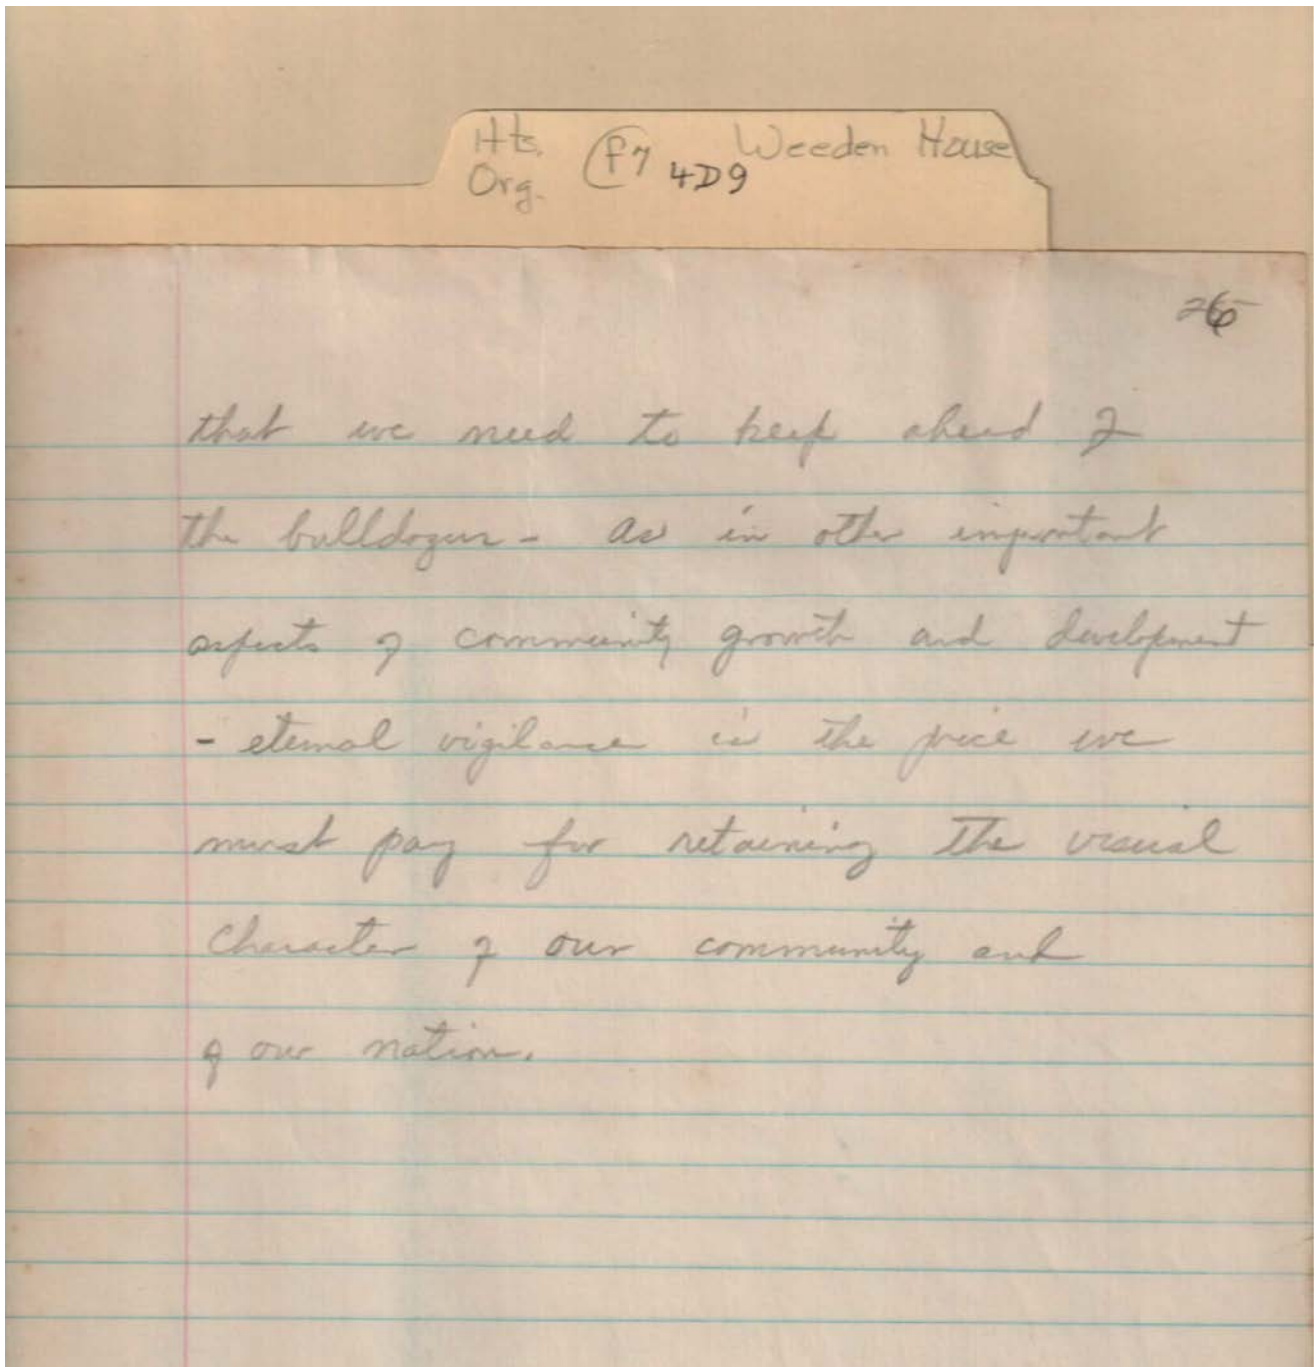 Hts. (F7 4D9 Weeden House
Org.
that we need to keep ahead of
the bulldozers - as in other important
aspects of community growth and development
- eternal vigilance is the price we
must pay for retaining the visual
character of our community and
of our nation.